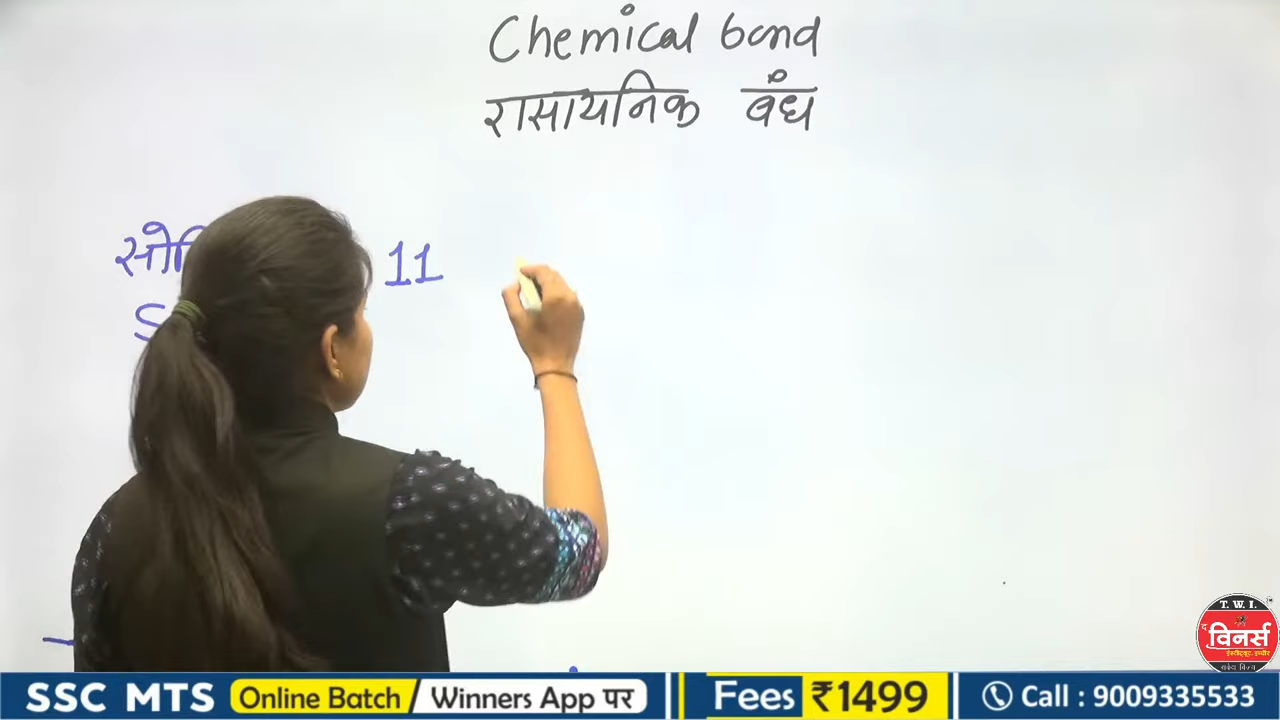 Chemical bond
रासायनिक बंध
11
T. W. I.
द
विनर्स
SSC MTS Online Batch Winners App पर Fees ₹1499 Call : 9009335533